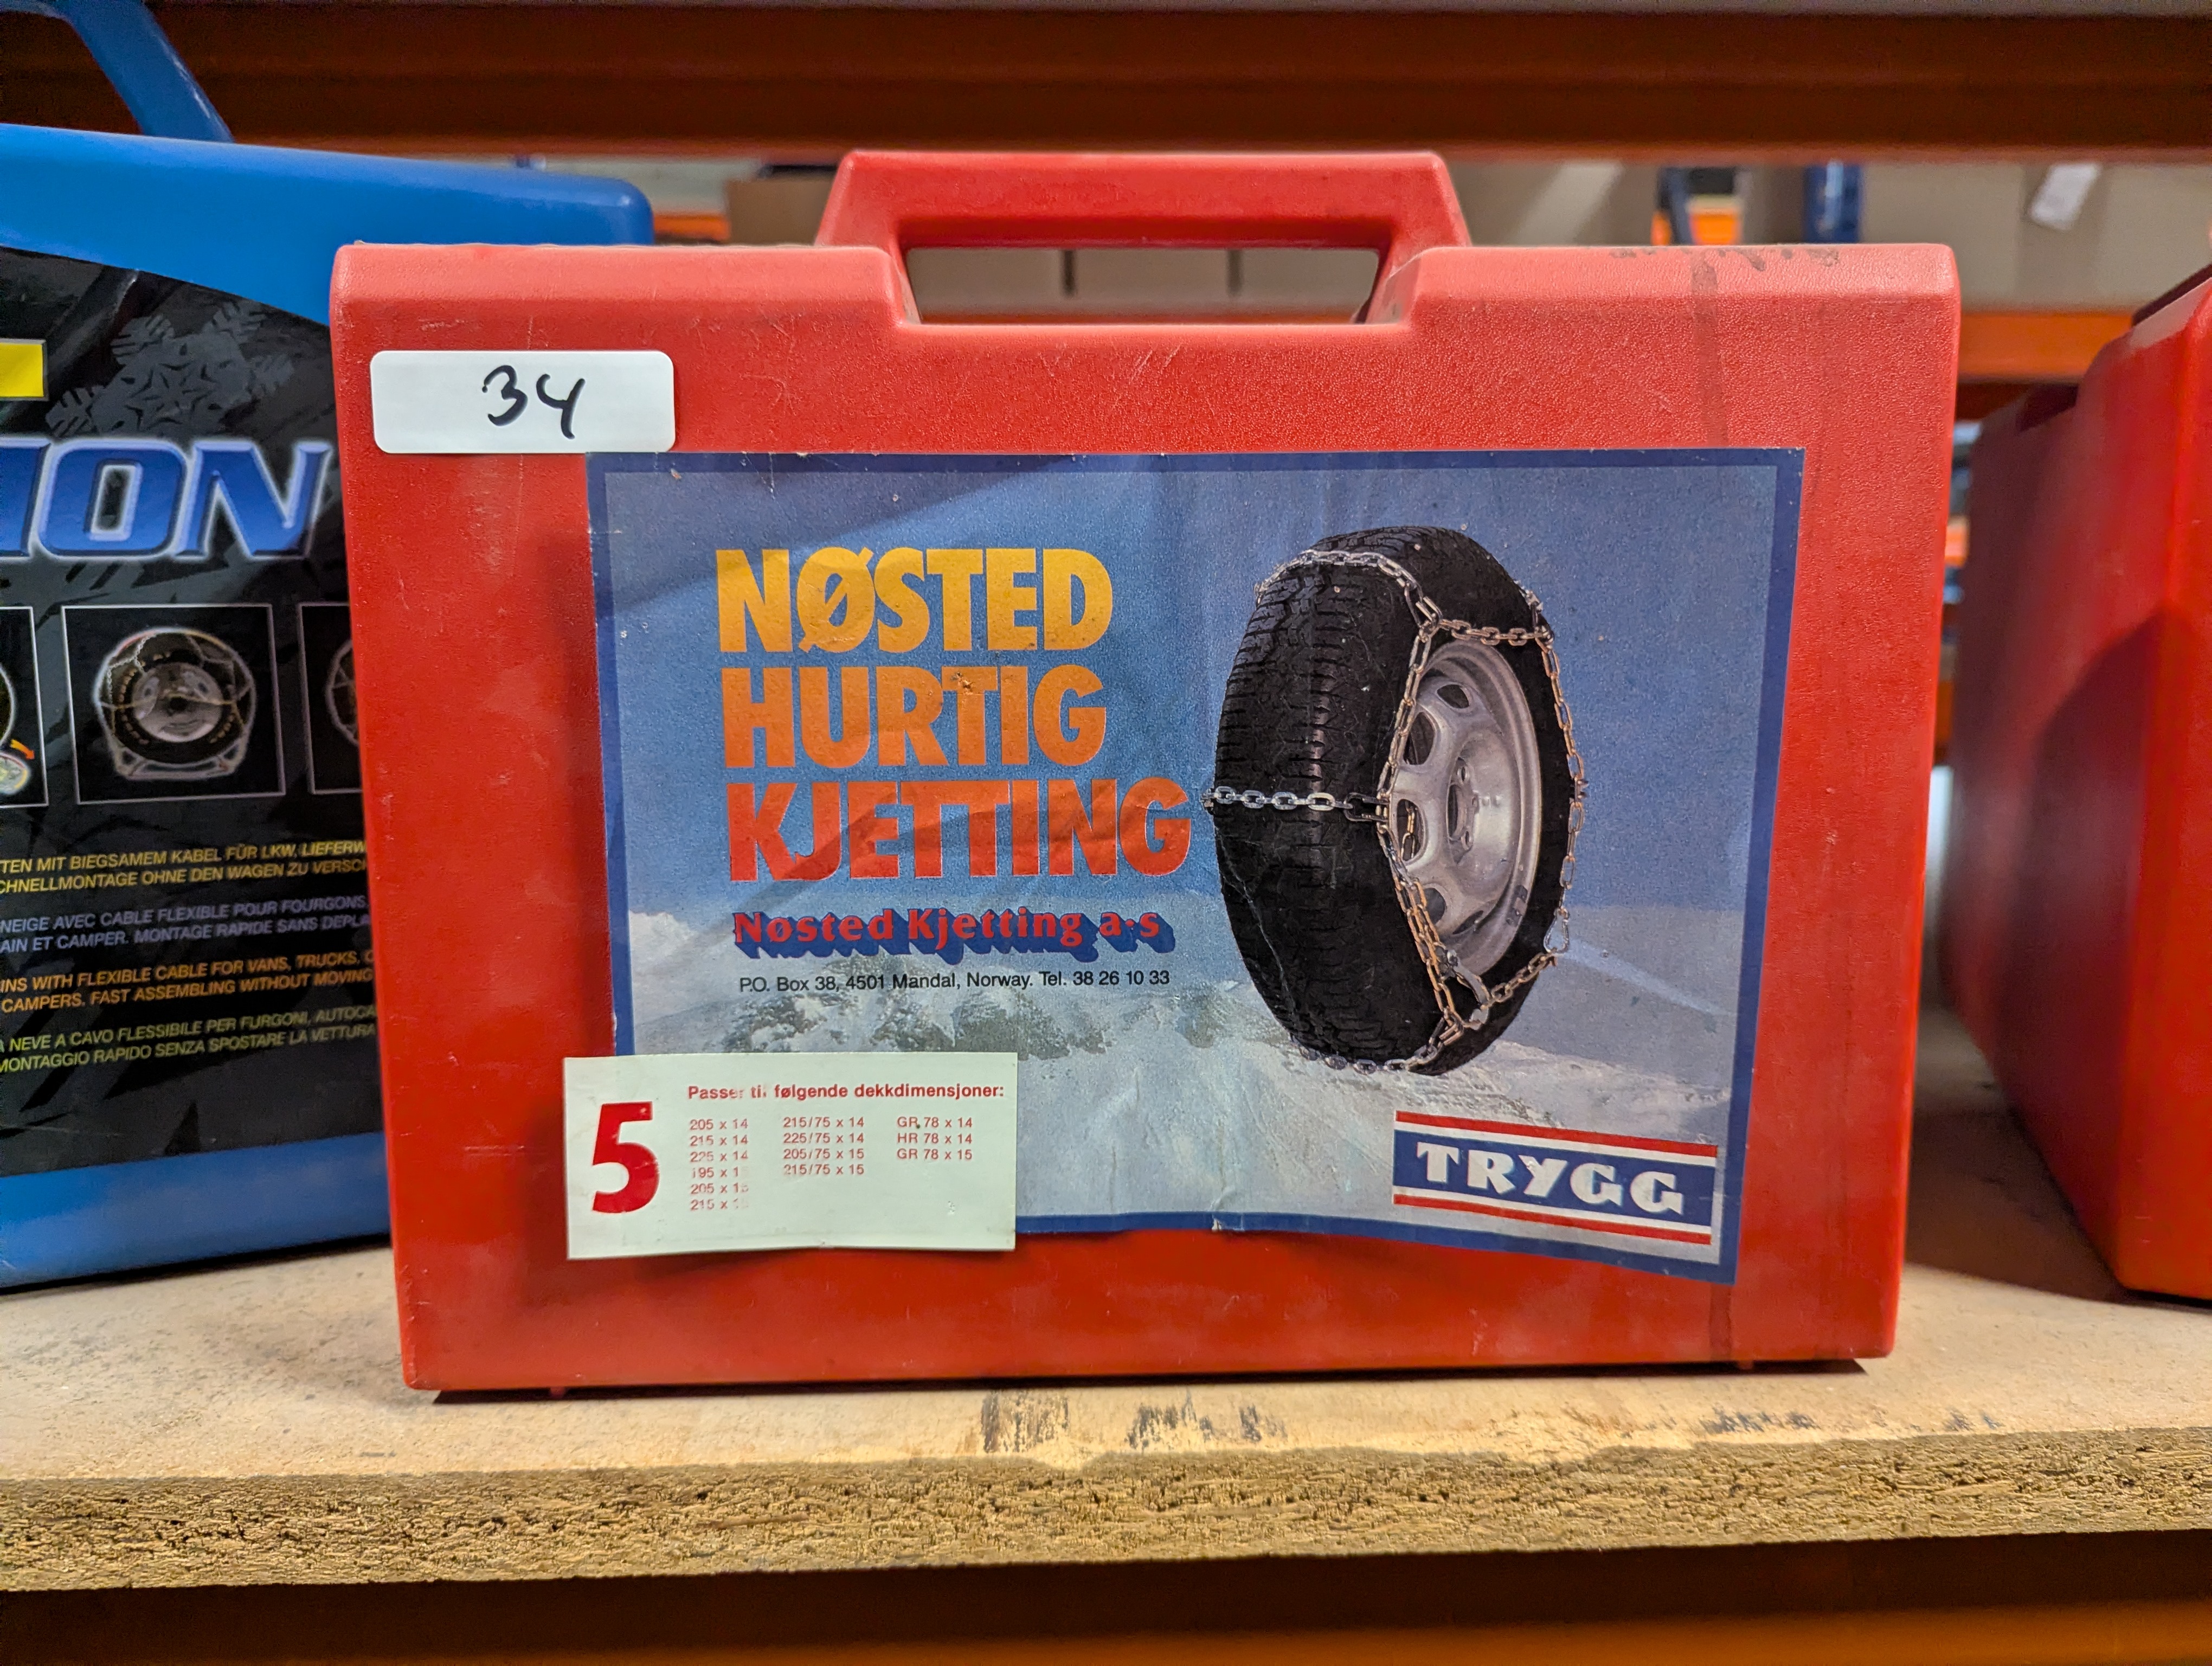 34
NØSTED
HURTIG
KJETTING
Nøsted Kjetting a·s
P.O. Box 38, 4501 Mandal, Norway. Tel. 38 26 10 33
5
Passer til følgende dekkdimensjoner:
205 x 14 215/75 x 14 GR 78 x 14
215 x 14 225/75 x 14 HR 78 x 14
225 x 14 205/75 x 15 GR 78 x 15
195 x 215/75 x 15
205 x
215 x
TRYGG
ION
TEN MIT BIEGSAMEM KABEL FÜR LKW, LIEFERW
CHNELLMONTAGE OHNE DEN WAGEN ZU VERSCH
NEIGE AVEC CABLE FLEXIBLE POUR FOURGONS,
AIN ET CAMPER. MONTAGE RAPIDE SANS DEPLA
INS WITH FLEXIBLE CABLE FOR VANS, TRUCKS, C
CAMPERS. FAST ASSEMBLING WITHOUT MOVING
A NEVE A CAVO FLESSIBILE PER FURGONI, AUTOCA
MONTAGGIO RAPIDO SENZA SPOSTARE LA VETTURA